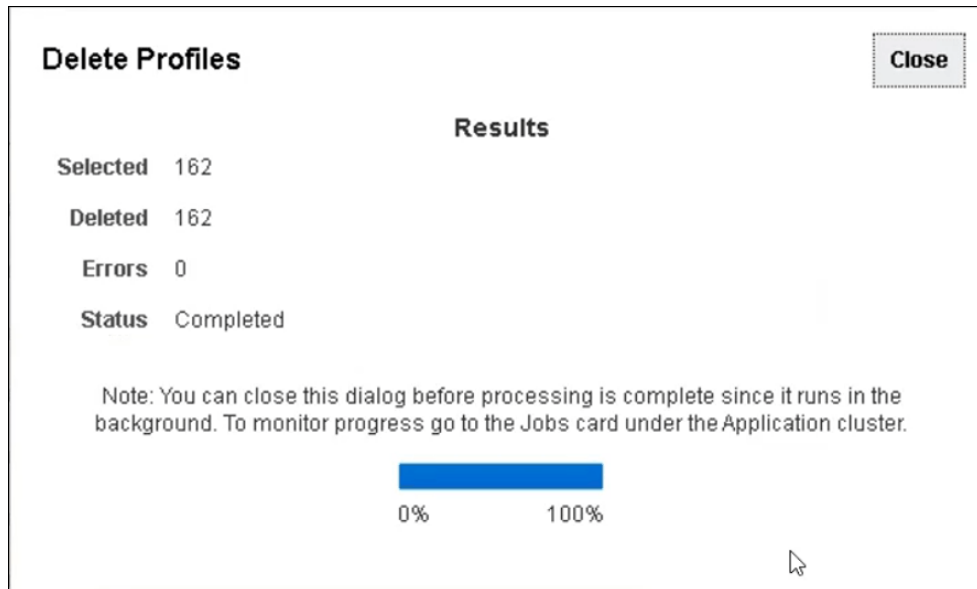 Delete Profiles
Close
Results
Selected 162
Deleted 162
Errors 0
Status Completed
Note: You can close this dialog before processing is complete since it runs in the
background. To monitor progress go to the Jobs card under the Application cluster.
0% 100%